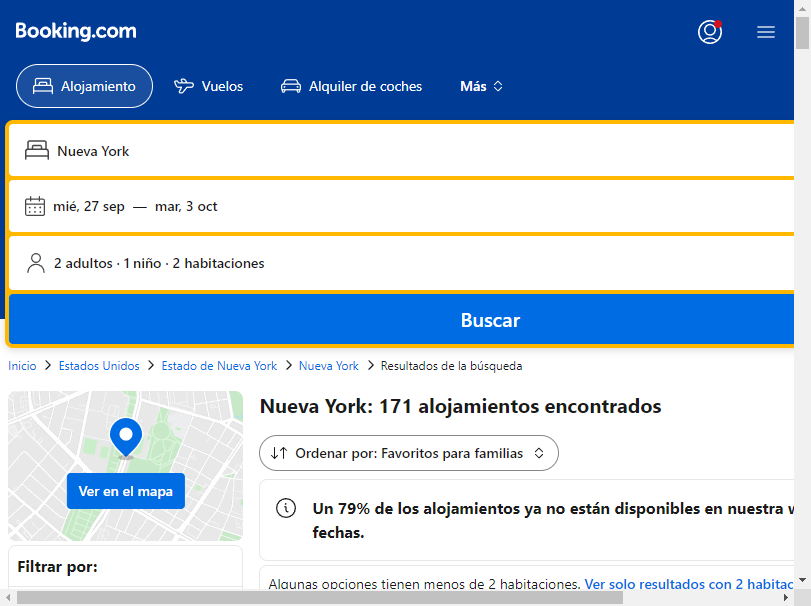 Booking.com
Alojamiento
Vuelos
Alquiler de coches
Más
Nueva York
mié, 27 sep — mar, 3 oct
2 adultos · 1 niño · 2 habitaciones
Buscar
Inicio > Estados Unidos > Estado de Nueva York > Nueva York > Resultados de la búsqueda
Ver en el mapa
Filtrar por:
Nueva York: 171 alojamientos encontrados
Ordenar por: Favoritos para familias
Un 79% de los alojamientos ya no están disponibles en nuestra
fechas.
Algunas opciones tienen menos de 2 habitaciones. Ver solo resultados con 2